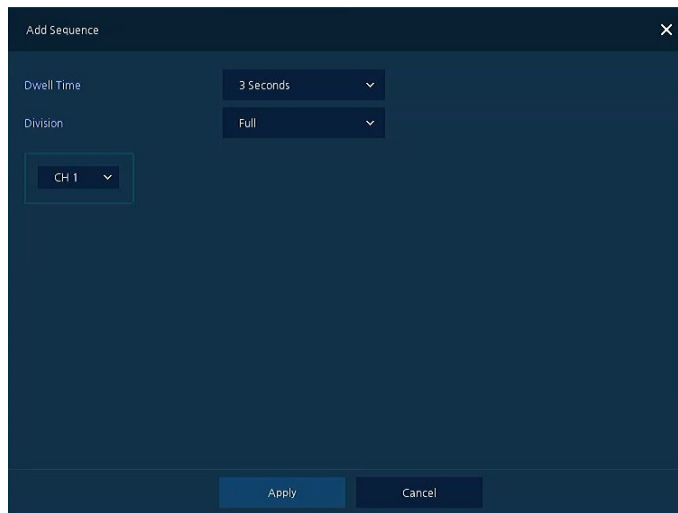 Add Sequence
Dwell Time 3 Seconds
Division Full
CH 1
Apply Cancel